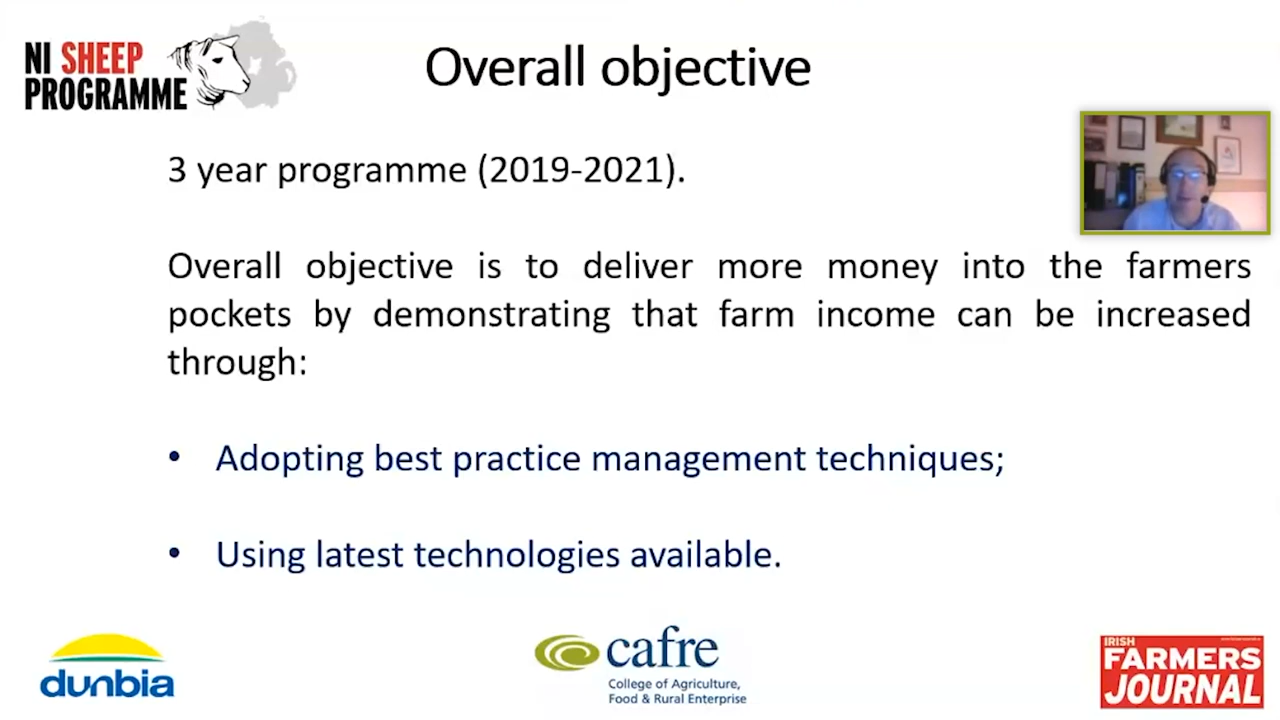 NI SHEEP
PROGRAMME
Overall objective
3 year programme (2019-2021).
Overall objective is to deliver more money into the farmers
pockets by demonstrating that farm income can be increased
through:
• Adopting best practice management techniques;
• Using latest technologies available.
dunbia
cafre
College of Agriculture,
Food & Rural Enterprise
IRISH
FARMERS
JOURNAL